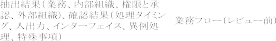 抽出結果（業務、内部組織、権限と承
認、外部組織）、確認結果（処理タイミン
グ、入出力、インターフェイス、異例処
理、特殊事項）
業務フロー（レビュー前）